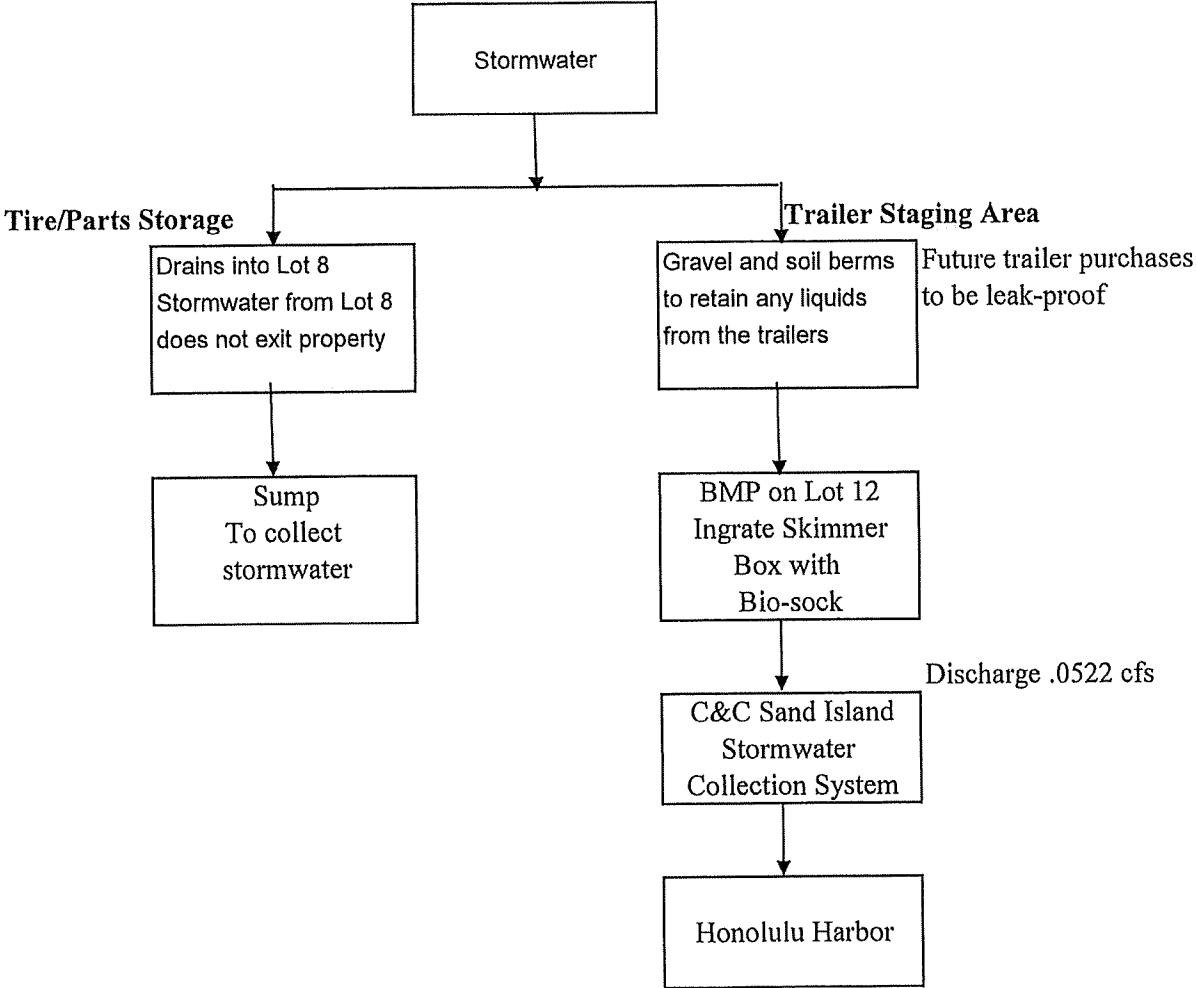 Stormwater
Tire/Parts Storage
Drains into Lot 8
Stormwater from Lot 8
does not exit property
Sump
To collect
stormwater
Trailer Staging Area
Gravel and soil berms
to retain any liquids
from the trailers
Future trailer purchases
to be leak-proof
BMP on Lot 12
Ingrate Skimmer
Box with
Bio-sock
Discharge .0522 cfs
C&C Sand Island
Stormwater
Collection System
Honolulu Harbor